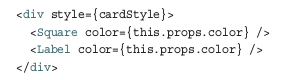 <div style={cardStyle}>
  <Square color={this.props.color} />
  <Label color={this.props.color} />
</div>